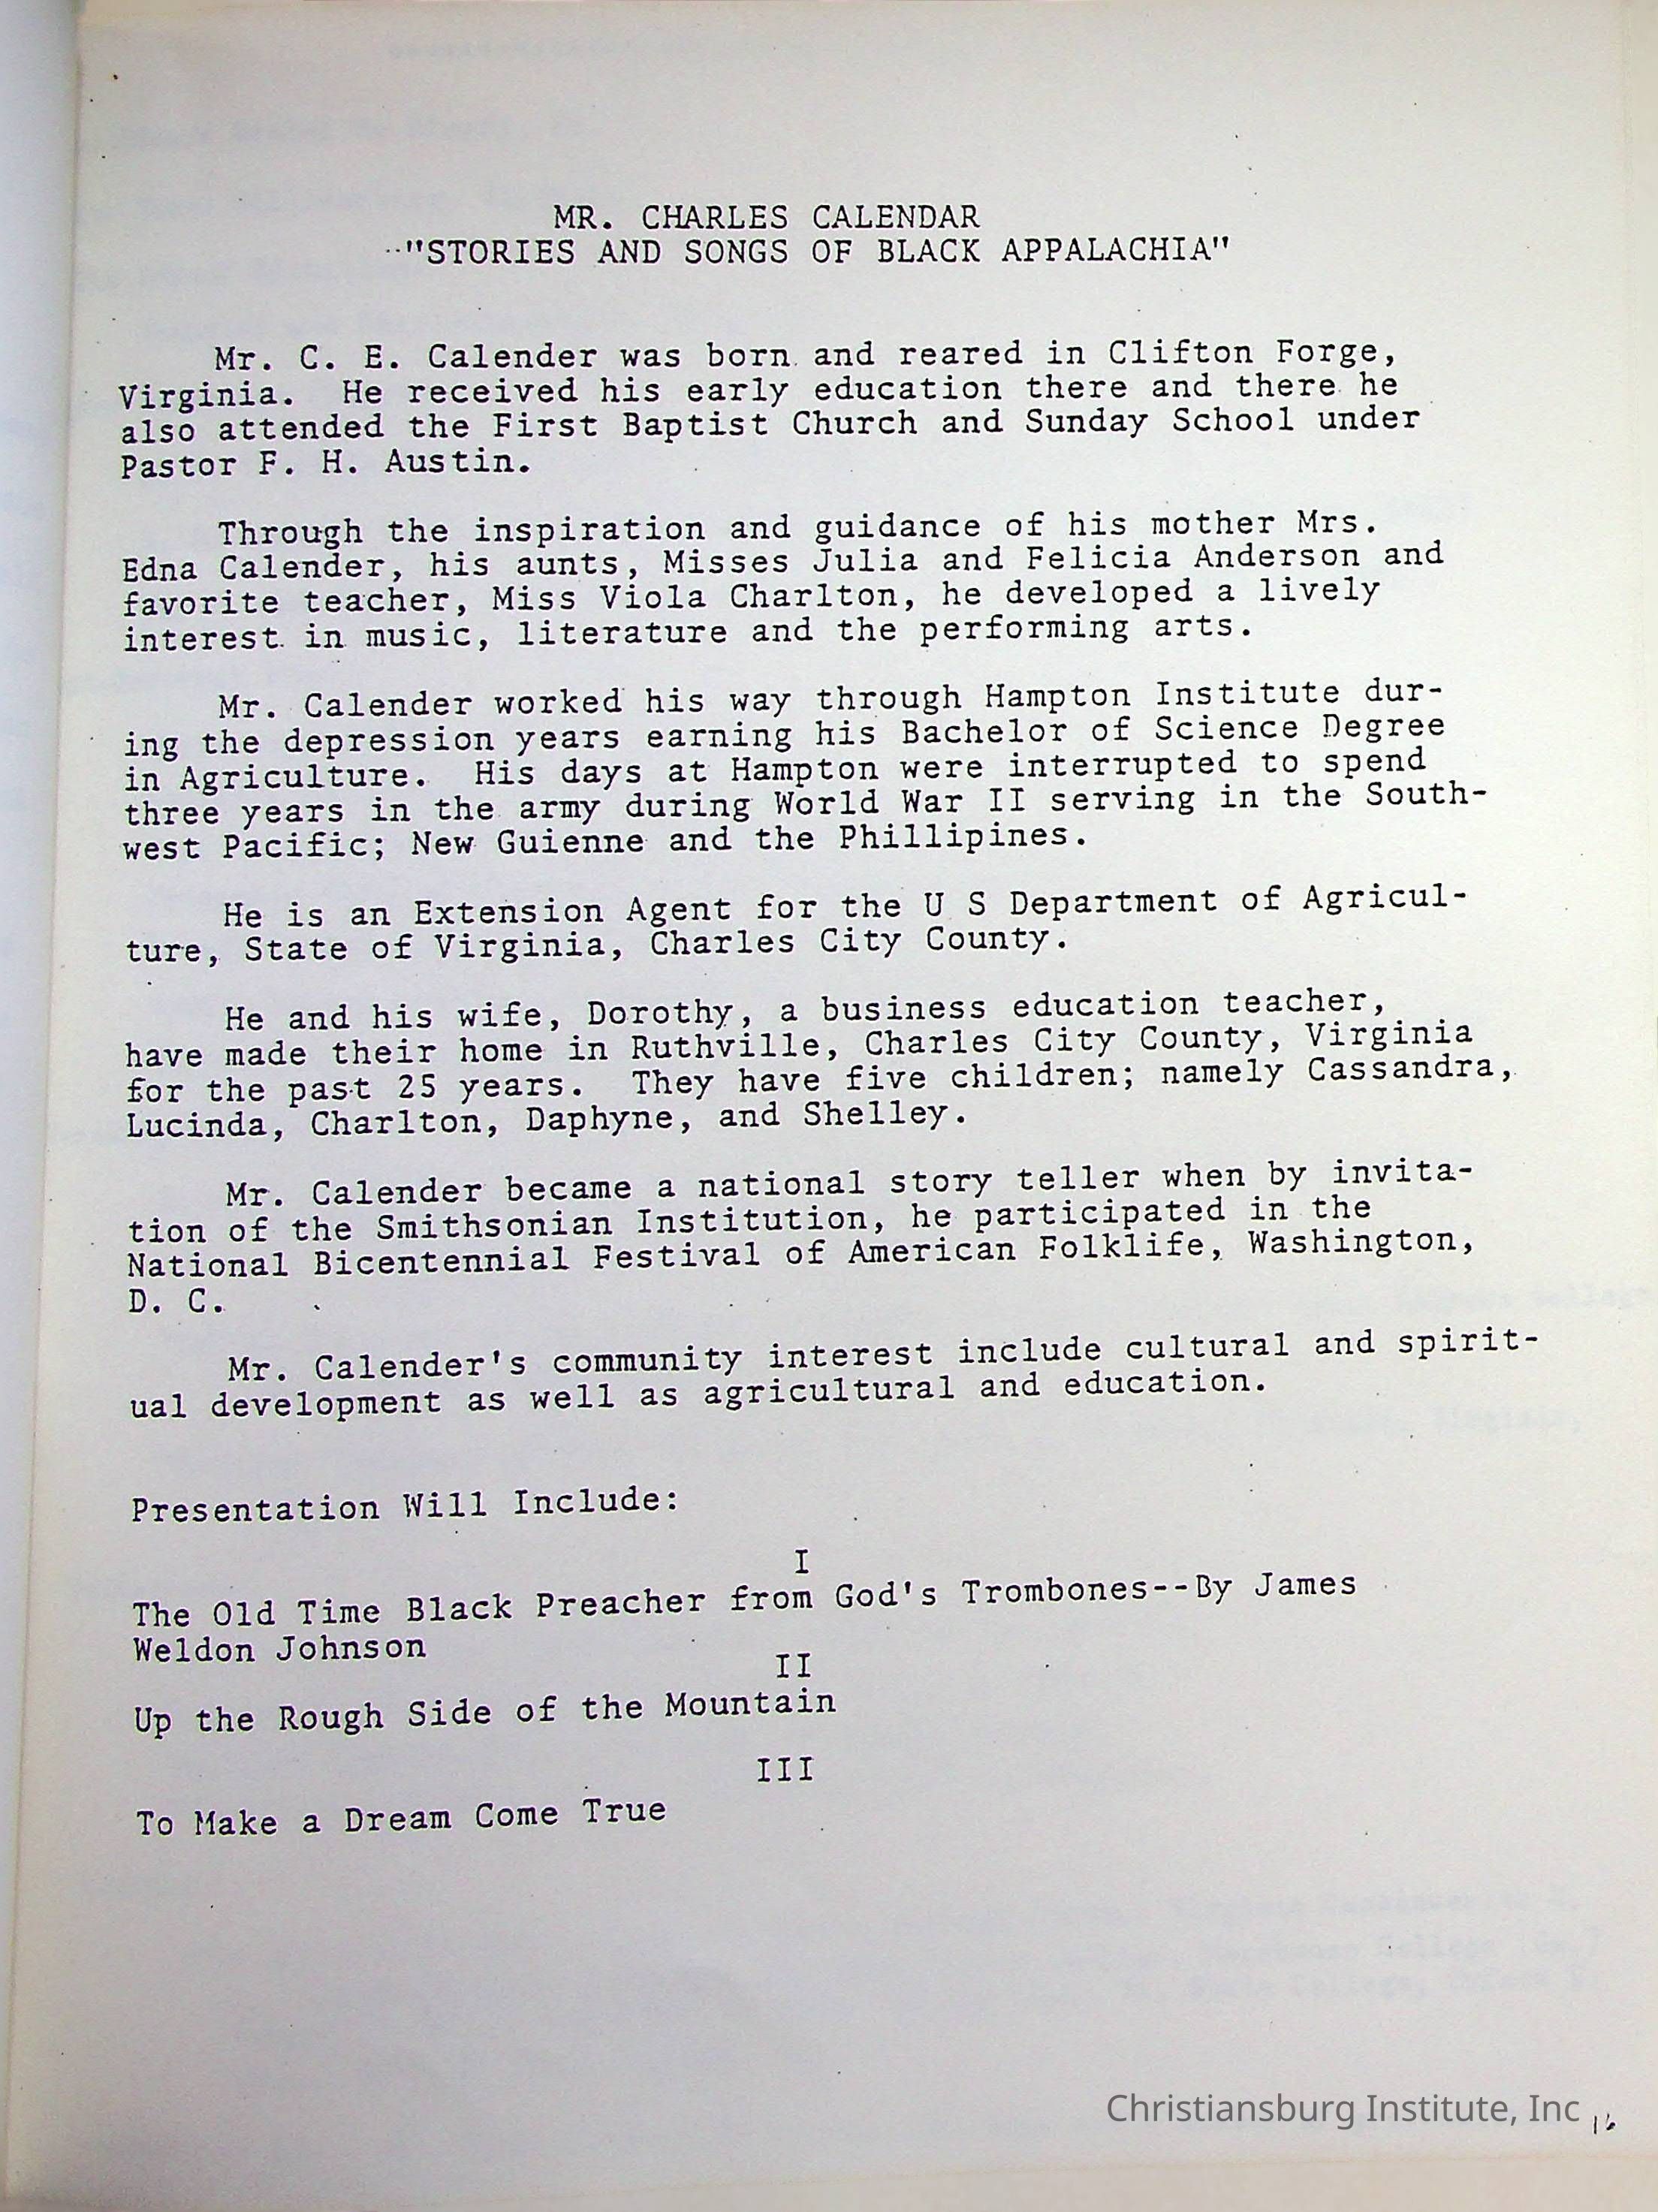 MR. CHARLES CALENDAR
"STORIES AND SONGS OF BLACK APPALACHIA"
Mr. C. E. Calender was born and reared in Clifton Forge,
Virginia. He received his early education there and there he
also attended the First Baptist Church and Sunday School under
Pastor F. H. Austin.
Through the inspiration and guidance of his mother Mrs.
Edna Calender, his aunts, Misses Julia and Felicia Anderson and
favorite teacher, Miss Viola Charlton, he developed a lively
interest in music, literature and the performing arts.
Mr. Calender worked his way through Hampton Institute dur-
ing the depression years earning his Bachelor of Science Degree
in Agriculture. His days at Hampton were interrupted to spend
three years in the army during World War II serving in the South-
west Pacific; New Guienne and the Phillipines.
He is an Extension Agent for the U S Department of Agricul-
ture, State of Virginia, Charles City County.
He and his wife, Dorothy, a business education teacher,
have made their home in Ruthville, Charles City County, Virginia
for the past 25 years. They have five children; namely Cassandra,
Lucinda, Charlton, Daphyne, and Shelley.
Mr. Calender became a national story teller when by invita-
tion of the Smithsonian Institution, he participated in the
National Bicentennial Festival of American Folklife, Washington,
D. C.
Mr. Calender's community interest include cultural and spirit-
ual development as well as agricultural and education.
Presentation Will Include:
I
The Old Time Black Preacher from God's Trombones--By James
Weldon Johnson
II
Up the Rough Side of the Mountain
III
To Make a Dream Come True
Christiansburg Institute, Inc
16